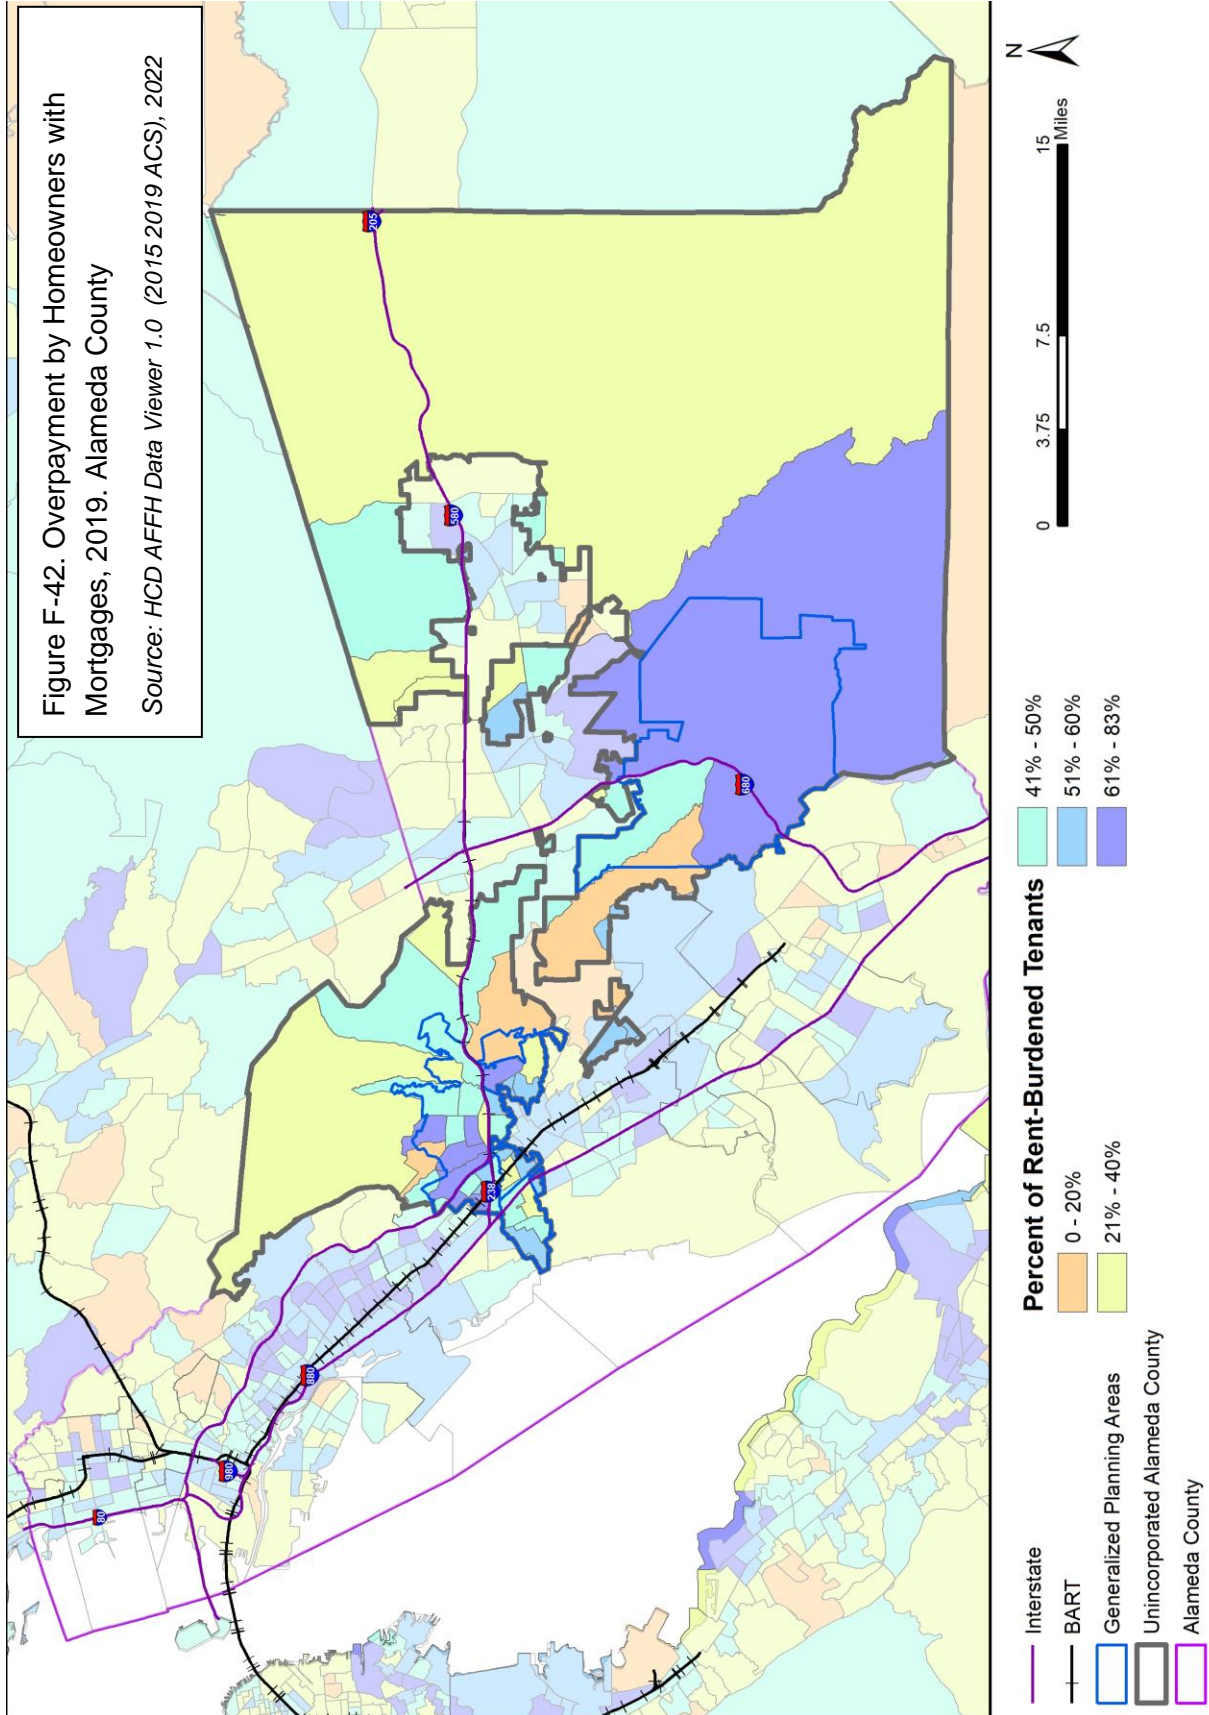 Figure F-42. Overpayment by Homeowners with
Mortgages, 2019. Alameda County
Source: HCD AFFH Data Viewer 1.0 (2015 2019 ACS), 2022
80
980
880
238
580
205
680
N
0
3.75
7.5
15
Miles
Interstate
BART
Generalized Planning Areas
Unincorporated Alameda County
Alameda County
Percent of Rent-Burdened Tenants
0 - 20%
21% - 40%
41% - 50%
51% - 60%
61% - 83%